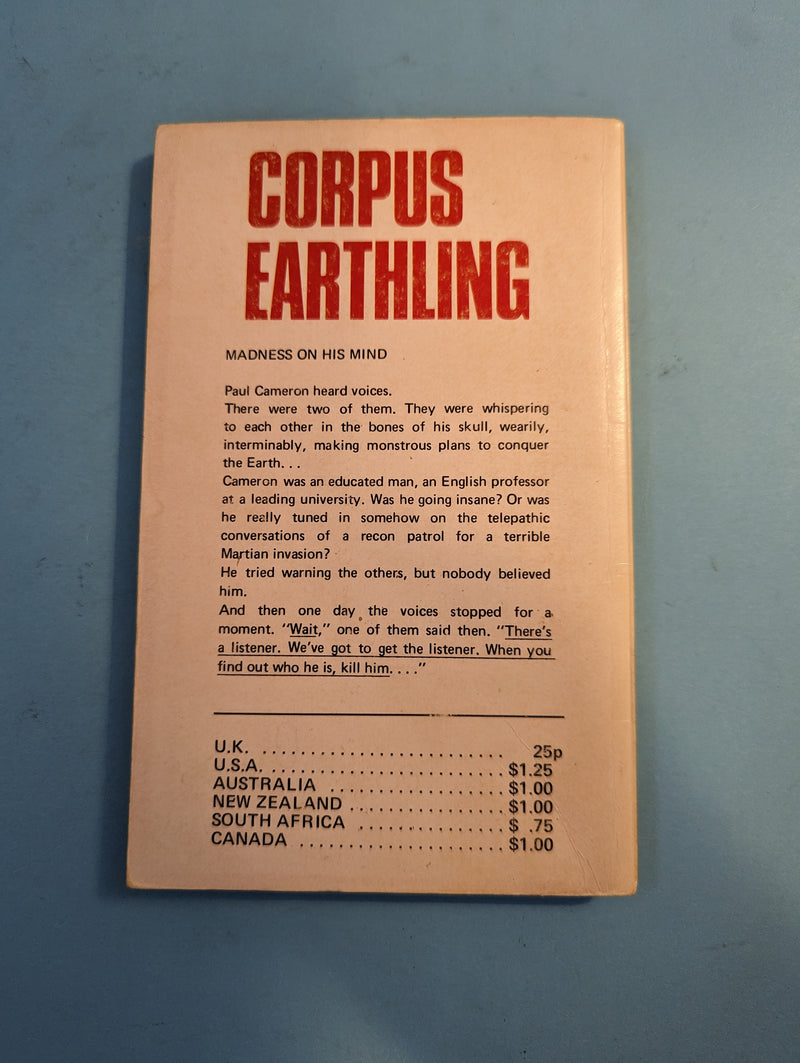 CORPUS
EARTHLING
MADNESS ON HIS MIND
Paul Cameron heard voices.
There were two of them. They were whispering
to each other in the bones of his skull, wearily,
interminably, making monstrous plans to conquer
the Earth. . .
Cameron was an educated man, an English professor
at a leading university. Was he going insane? Or was
he really tuned in somehow on the telepathic
conversations of a recon patrol for a terrible
Martian invasion?
He tried warning the others, but nobody believed
him.
And then one day the voices stopped for a
moment. "Wait," one of them said then. "There's
a listener. We've got to get the listener. When you
find out who he is, kill him. . . ."
U.K. . . . . . . . . . . . . . . . . . . . . . . . . . 25p
U.S.A. . . . . . . . . . . . . . . . . . . . . . . . . $1.25
AUSTRALIA . . . . . . . . . . . . . . . . . . $1.00
NEW ZEALAND . . . . . . . . . . . . . . . . $1.00
SOUTH AFRICA . . . . . . . . . . . . . . . $ .75
CANADA . . . . . . . . . . . . . . . . . . . . . $1.00